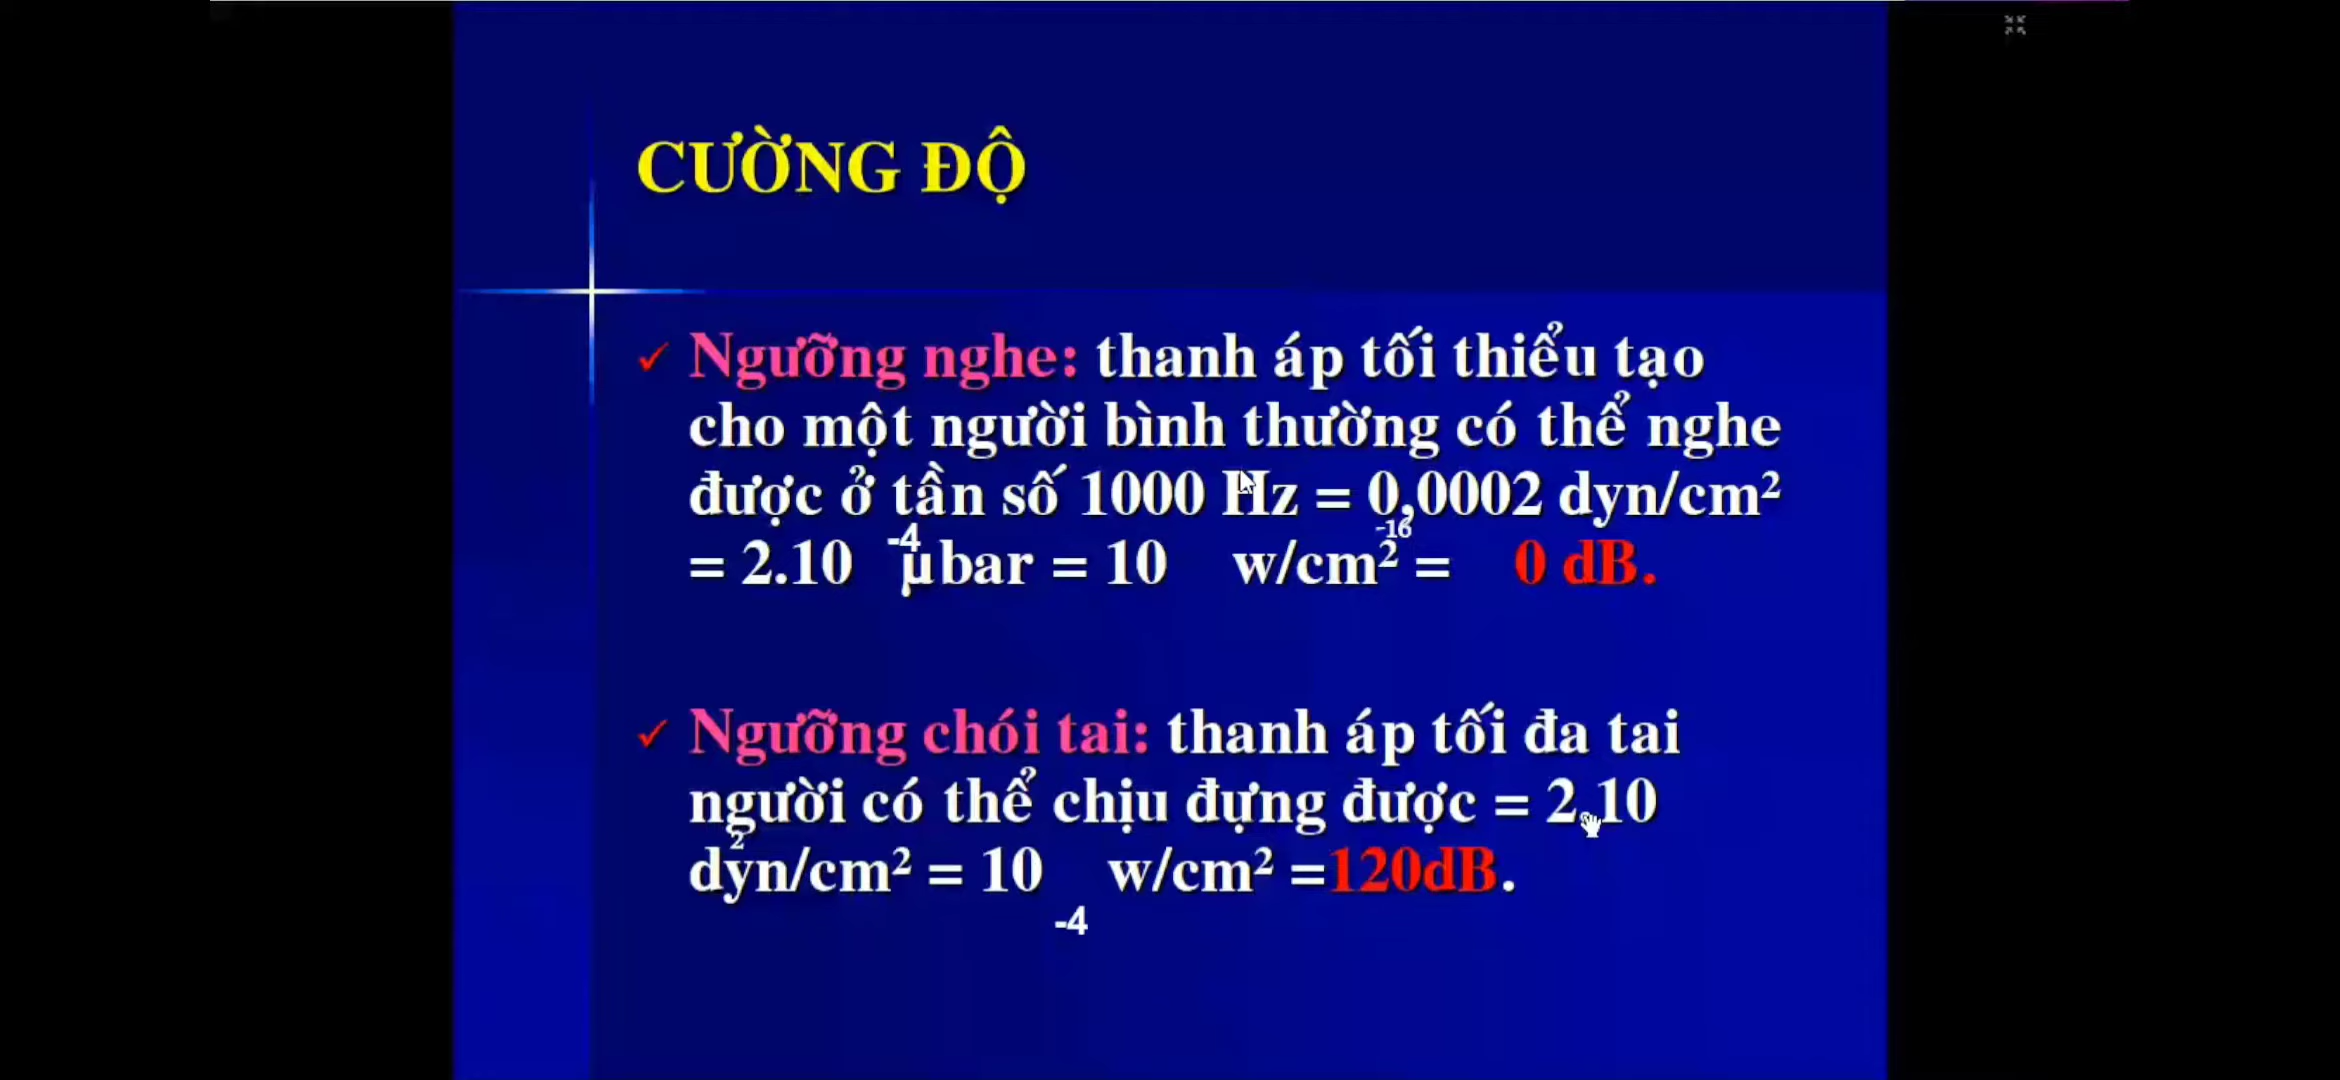 CƯỜNG ĐỘ
✓ Ngưỡng nghe: thanh áp tối thiểu tạo
cho một người bình thường có thể nghe
được ở tần số 1000 Hz = 0,0002 dyn/cm²
= 2.10 ⁻⁴ µbar = 10 ⁻¹⁶ w/cm² = 0 dB.
✓ Ngưỡng chói tai: thanh áp tối đa tai
người có thể chịu đựng được = 2.10
²
dyn/cm² = 10 w/cm² =120dB.
-4